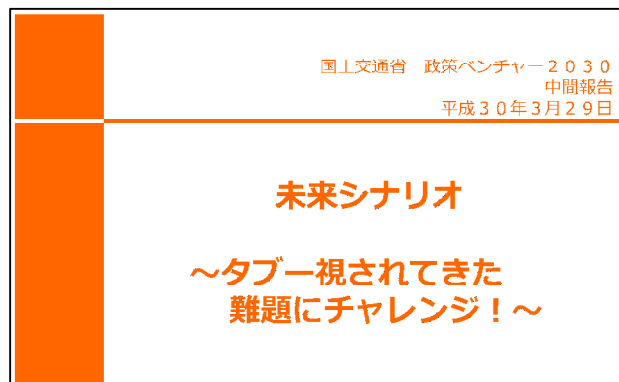 国土交通省　政策ベンチャー２０３０
中間報告
平成３０年３月２９日
未来シナリオ
～タブー視されてきた
難題にチャレンジ！～